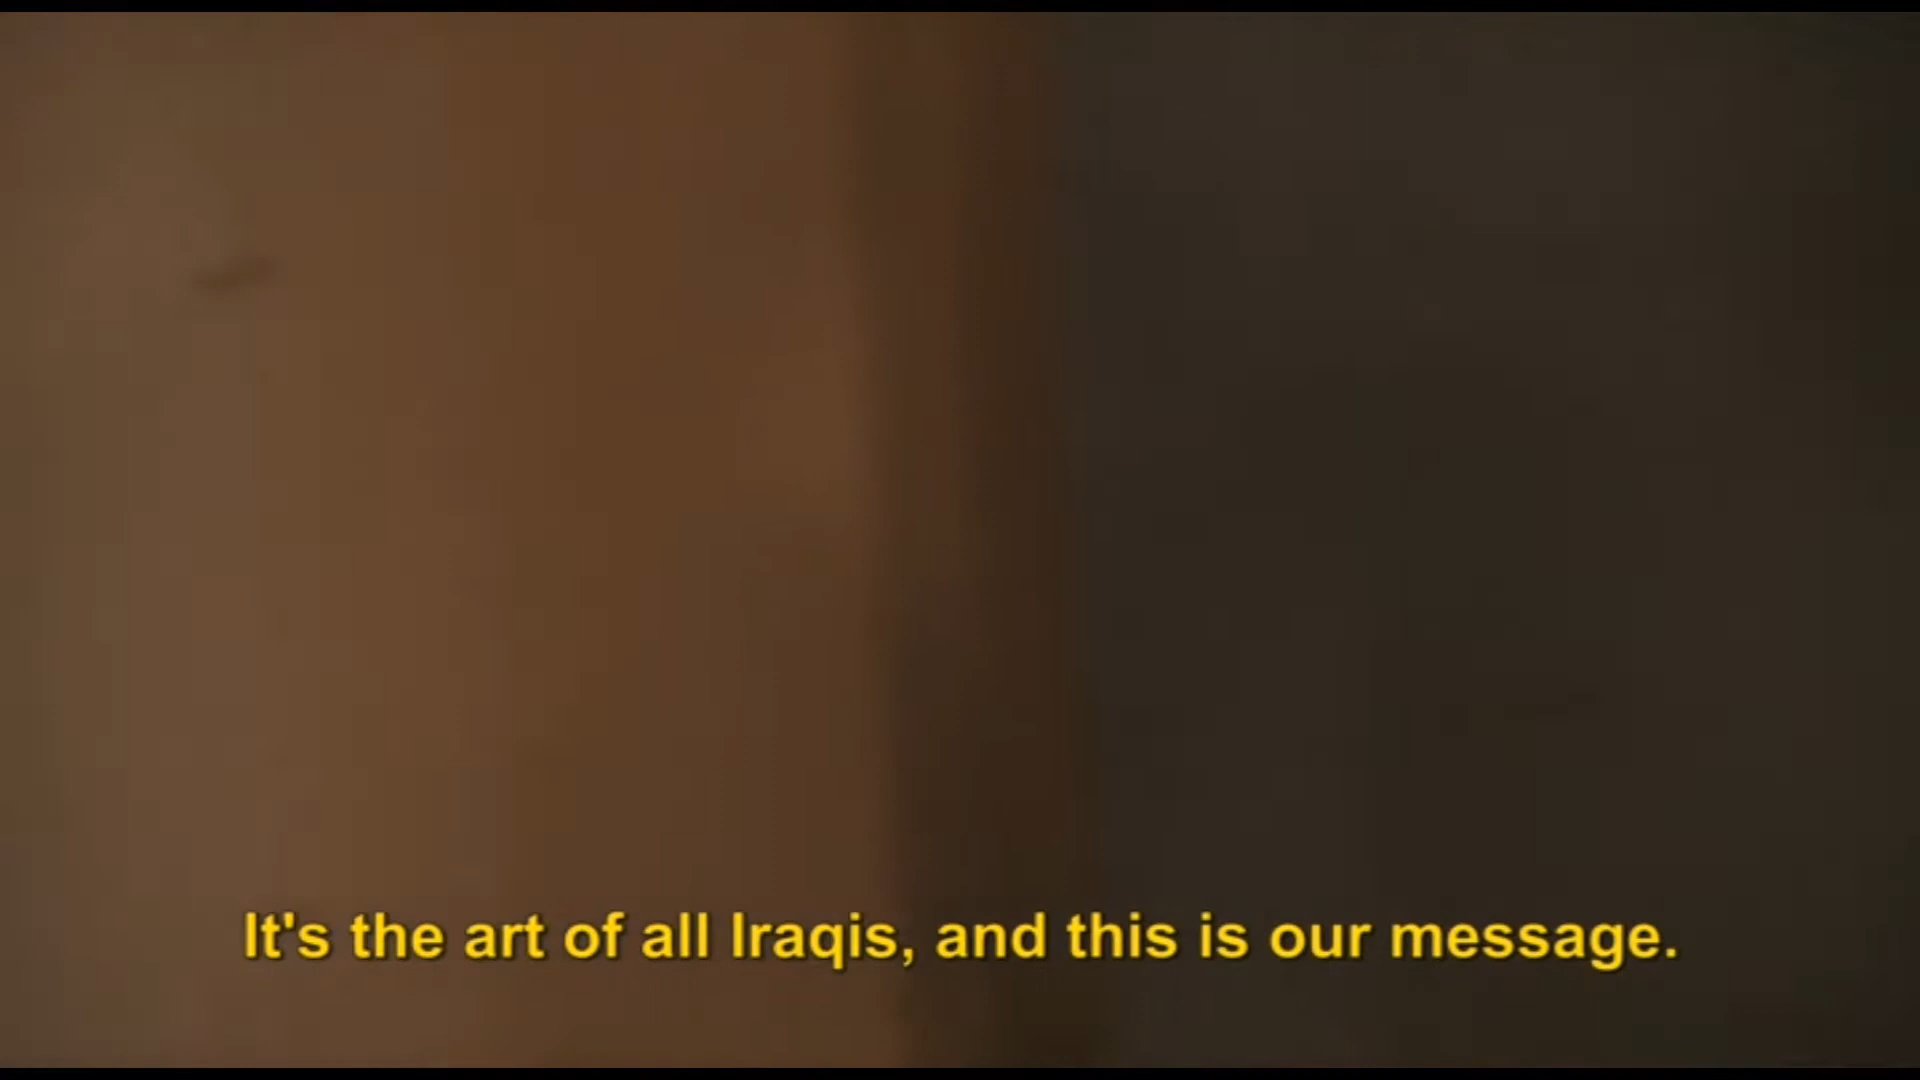 It's the art of all Iraqis, and this is our message.